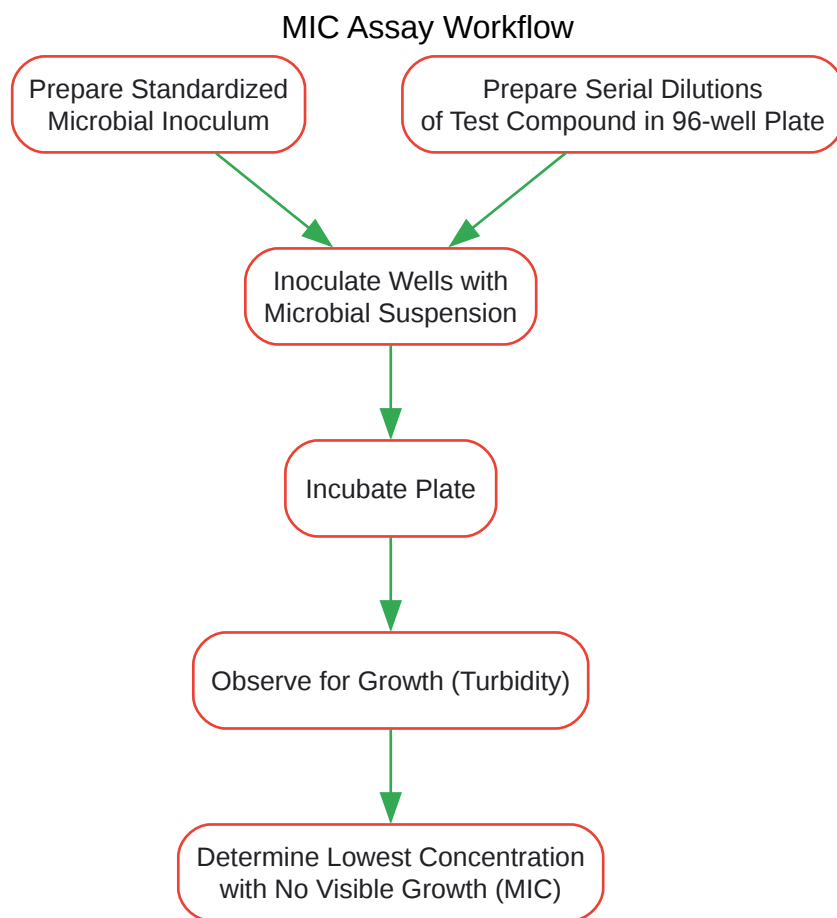 MIC Assay Workflow
Prepare Standardized
Microbial Inoculum
Prepare Serial Dilutions
of Test Compound in 96-well Plate
Inoculate Wells with
Microbial Suspension
Incubate Plate
Observe for Growth (Turbidity)
Determine Lowest Concentration
with No Visible Growth (MIC)